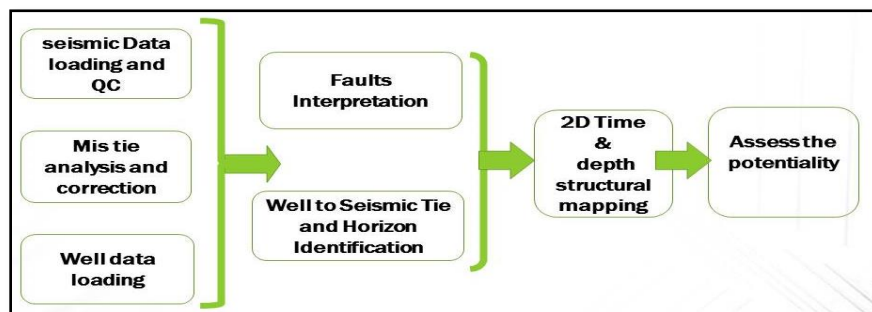 seismic Data
loading and
QC
Mis tie
analysis and
correction
Well data
loading
Faults
Interpretation
Well to Seismic Tie
and Horizon
Identification
2D Time
&
depth
structural
mapping
Assess the
potentiality